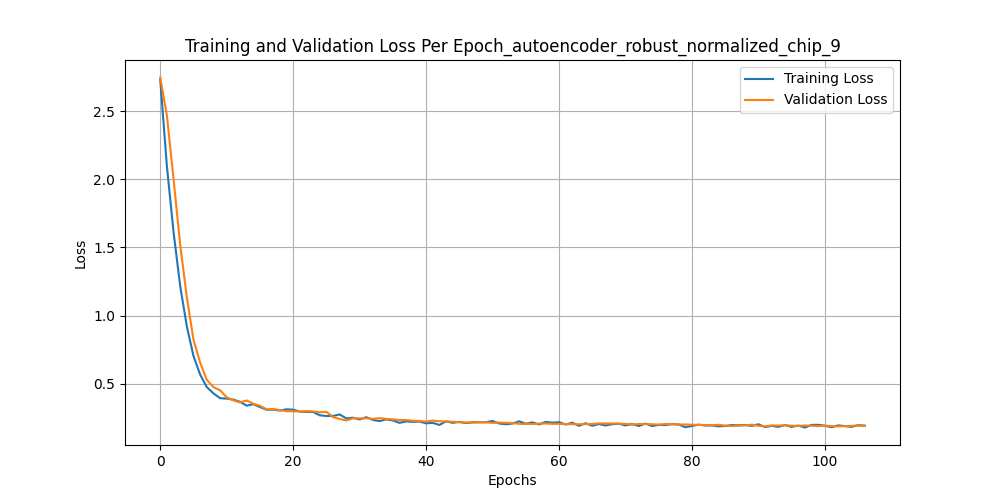 Training and Validation Loss Per Epoch_autoencoder_robust_normalized_chip_9
Training Loss
Validation Loss
Loss
2.5
2.0
1.5
1.0
0.5
0 20 40 60 80 100
Epochs